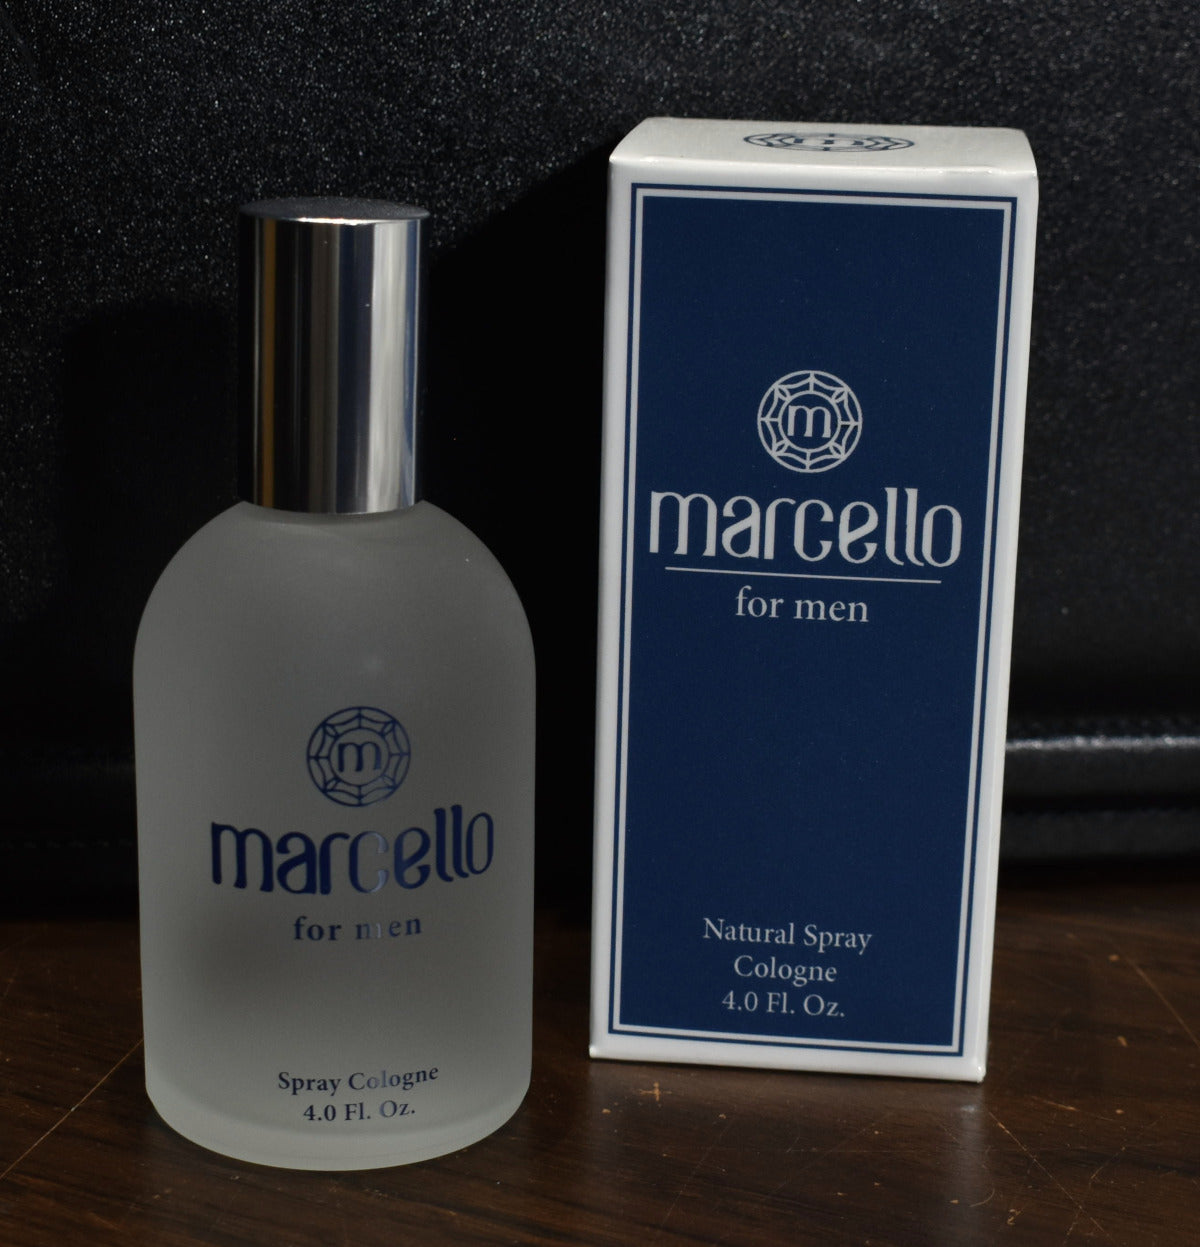 m
marcello
for men
Spray Cologne
4.0 Fl. Oz.
m
m
marcello
for men
Natural Spray
Cologne
4.0 Fl. Oz.